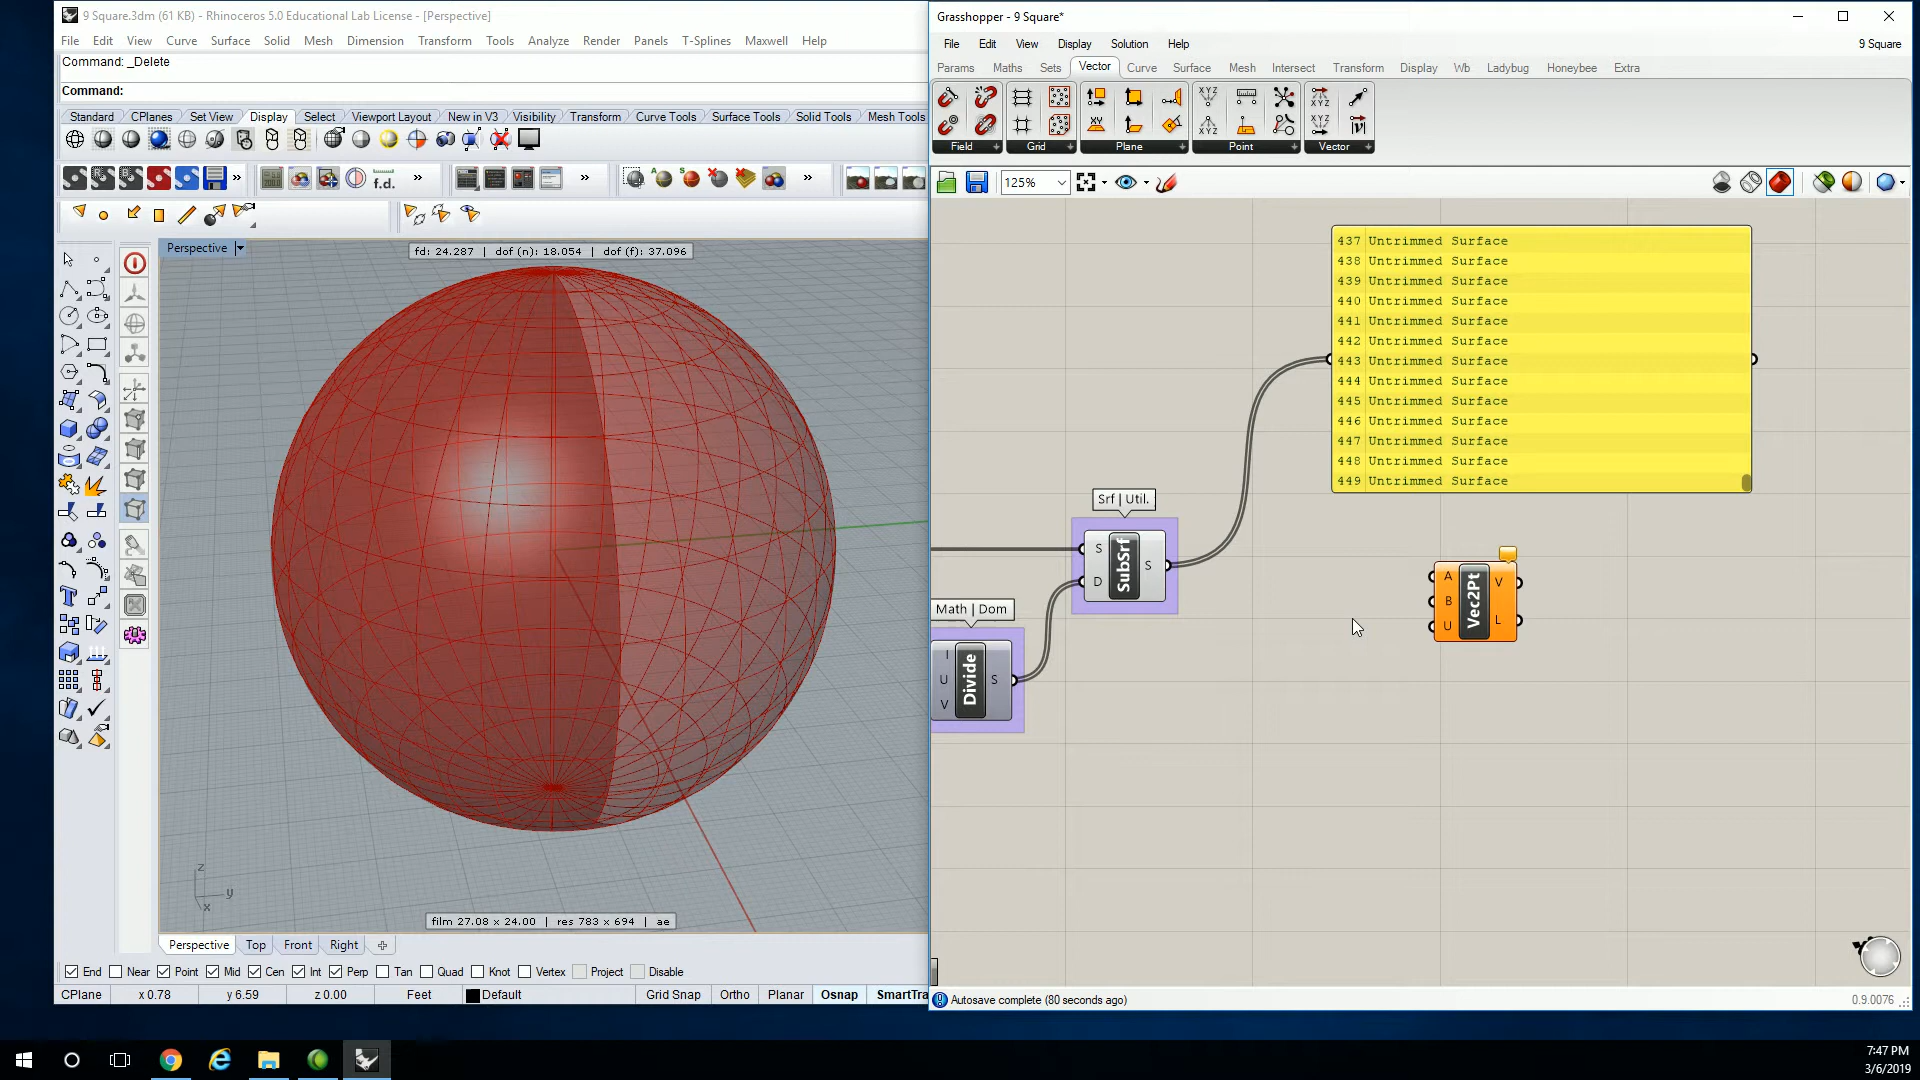 9 Square.3dm (61 KB) - Rhinoceros 5.0 Educational Lab License - [Perspective]
File Edit View Curve Surface Solid Mesh Dimension Transform Tools Analyze Render Panels T-Splines Maxwell Help
Command: _Delete
Command:
Standard CPlanes Set View Display Select Viewport Layout New in V3 Visibility Transform Curve Tools Surface Tools Solid Tools Mesh Tools
f.d.
Perspective
fd: 24.287 | dof (n): 18.054 | dof (f): 37.096
z
y
x
film 27.08 x 24.00 | res 783 x 694 | ae
Perspective Top Front Right
End Near Point Mid Cen Int Perp Tan Quad Knot Vertex Project Disable
CPlane x 0.78 y 6.59 z 0.00 Feet Default Grid Snap Ortho Planar Osnap SmartTra
Grasshopper - 9 Square*
File Edit View Display Solution Help
9 Square
Params Maths Sets Vector Curve Surface Mesh Intersect Transform Display Wb Ladybug Honeybee Extra
Field Grid Plane Point Vector
125%
437 Untrimmed Surface
438 Untrimmed Surface
439 Untrimmed Surface
440 Untrimmed Surface
441 Untrimmed Surface
442 Untrimmed Surface
443 Untrimmed Surface
444 Untrimmed Surface
445 Untrimmed Surface
446 Untrimmed Surface
447 Untrimmed Surface
448 Untrimmed Surface
449 Untrimmed Surface
Srf | Util.
S
D
SubSrf
S
Math | Dom
I
U
V
Divide
S
A
B
U
Vec2Pt
V
L
Autosave complete (80 seconds ago)
0.9.0076
7:47 PM
3/6/2019